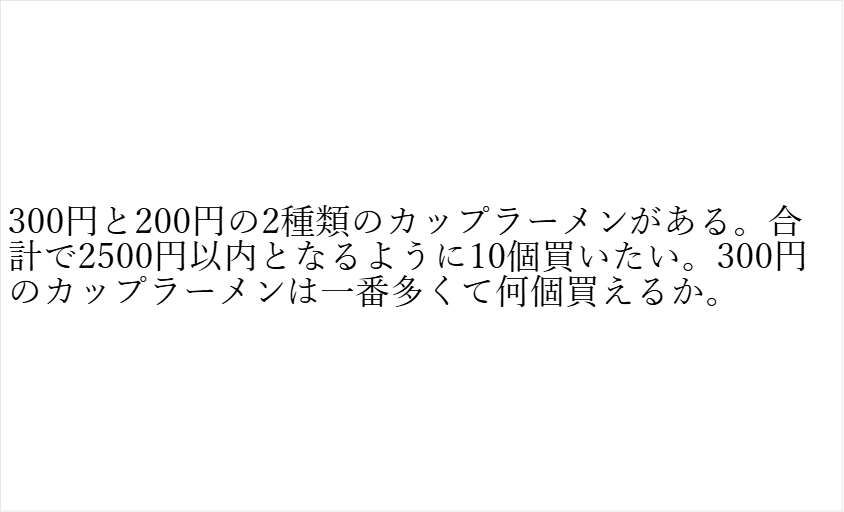 300円と200円の2種類のカップラーメンがある。合
計で2500円以内となるように10個買いたい。300円
のカップラーメンは一番多くて何個買えるか。